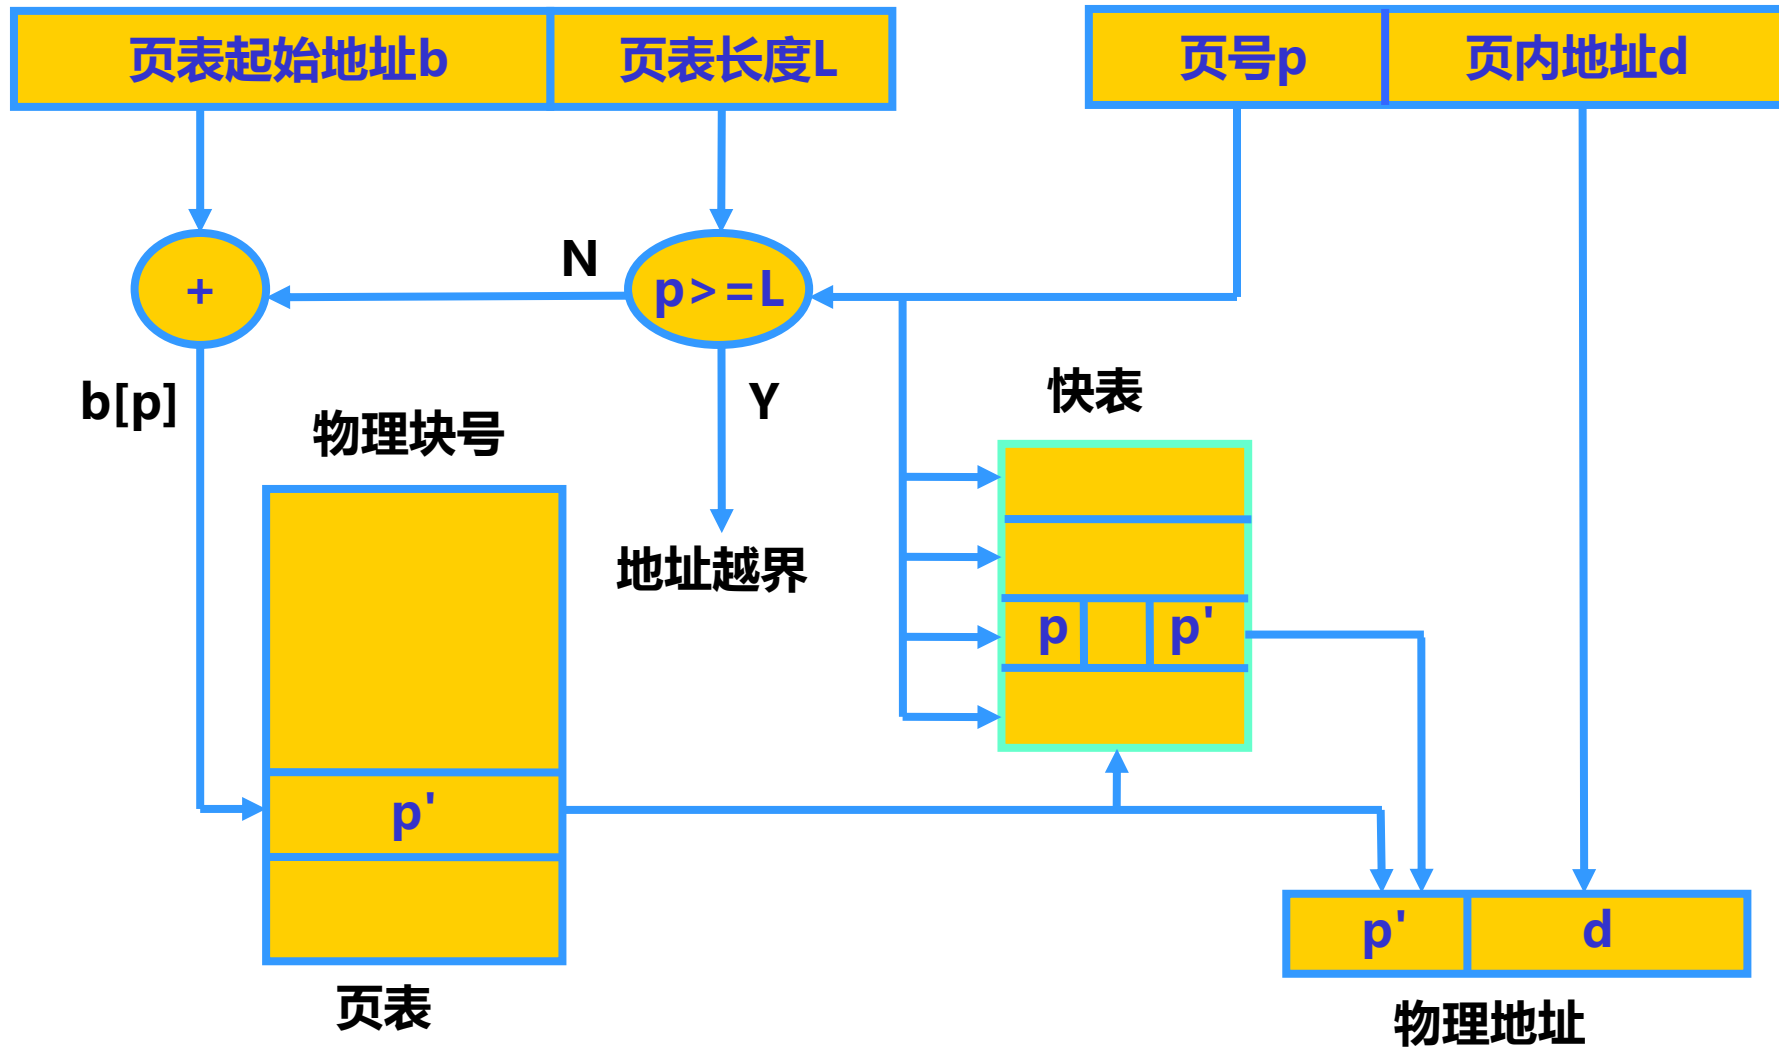 页表起始地址b
页表长度L
页号p
页内地址d
+
N
p>=L
b[p]
Y
快表
物理块号
地址越界
p
p'
p'
p'
d
页表
物理地址